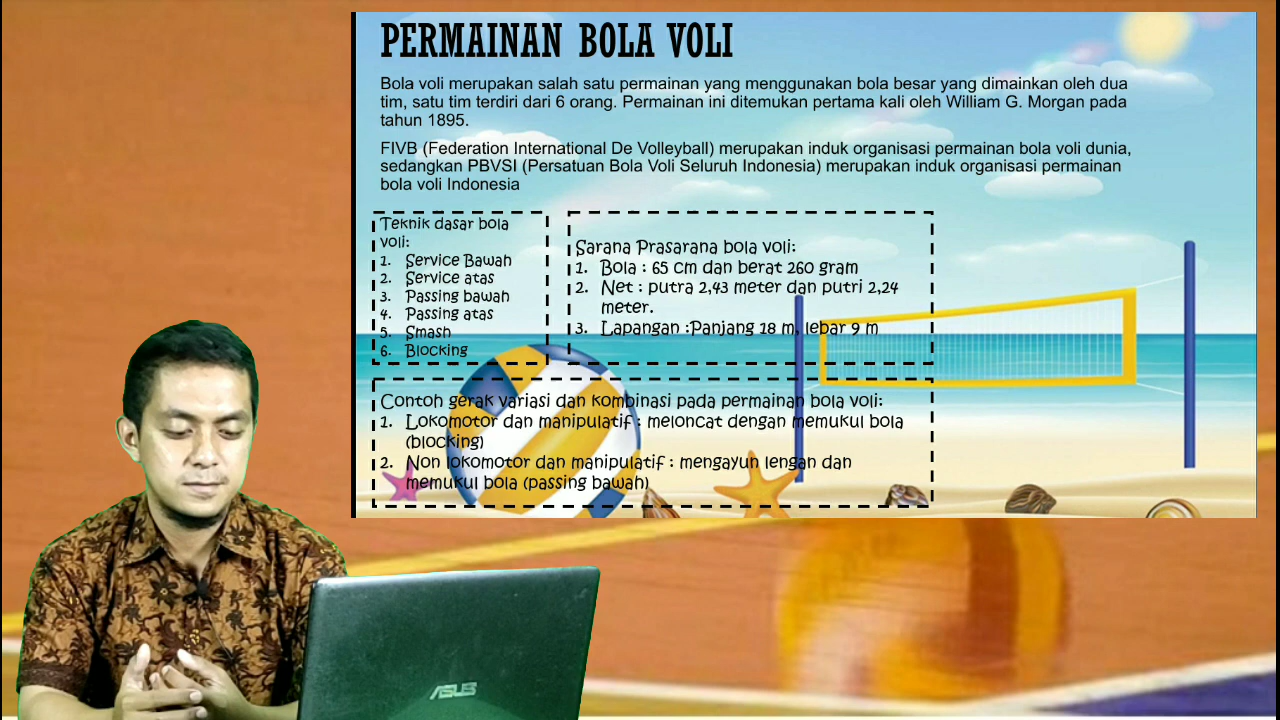 PERMAINAN BOLA VOLI
Bola voli merupakan salah satu permainan yang menggunakan bola besar yang dimainkan oleh dua
tim, satu tim terdiri dari 6 orang. Permainan ini ditemukan pertama kali oleh William G. Morgan pada
tahun 1895.
FIVB (Federation International De Volleyball) merupakan induk organisasi permainan bola voli dunia,
sedangkan PBVSI (Persatuan Bola Voli Seluruh Indonesia) merupakan induk organisasi permainan
bola voli Indonesia
Teknik dasar bola
voli:
1. Service Bawah
2. Service atas
3. Passing bawah
4. Passing atas
5. Smash
6. Blocking
Sarana Prasarana bola voli:
1. Bola : 65 cm dan berat 260 gram
2. Net : putra 2,43 meter dan putri 2,24
meter.
3. Lapangan :Panjang 18 m, lebar 9 m
Contoh gerak variasi dan kombinasi pada permainan bola voli:
1. Lokomotor dan manipulatif : meloncat dengan memukul bola
(blocking)
2. Non lokomotor dan manipulatif : mengayun lengan dan
memukul bola (passing bawah)
ASUS